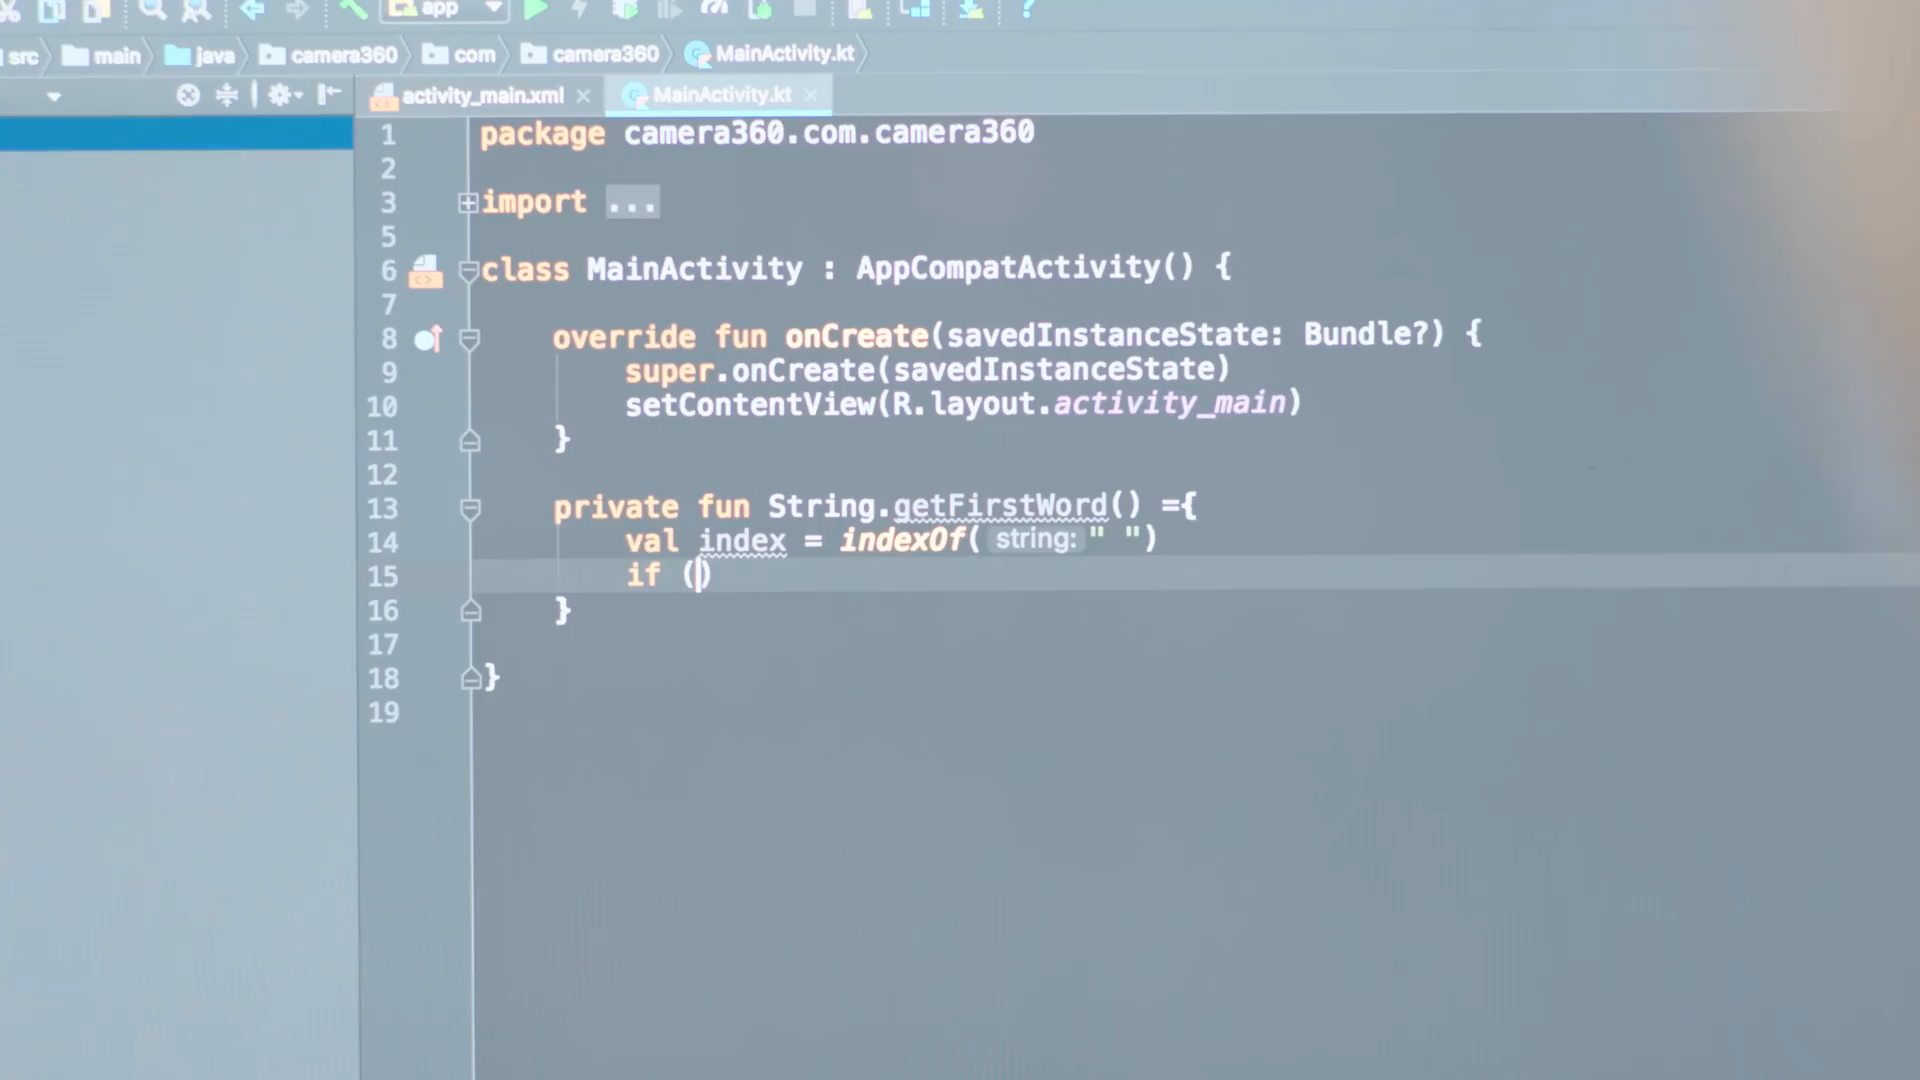 app
src main java camera360 com camera360 MainActivity.kt
activity_main.xml MainActivity.kt
1 package camera360.com.camera360
2
3 import ...
5
6 class MainActivity : AppCompatActivity() {
7
8 override fun onCreate(savedInstanceState: Bundle?) {
9 super.onCreate(savedInstanceState)
10 setContentView(R.layout.activity_main)
11 }
12
13 private fun String.getFirstWord() ={
14 val index = indexOf( string: " ")
15 if ()
16 }
17
18 }
19